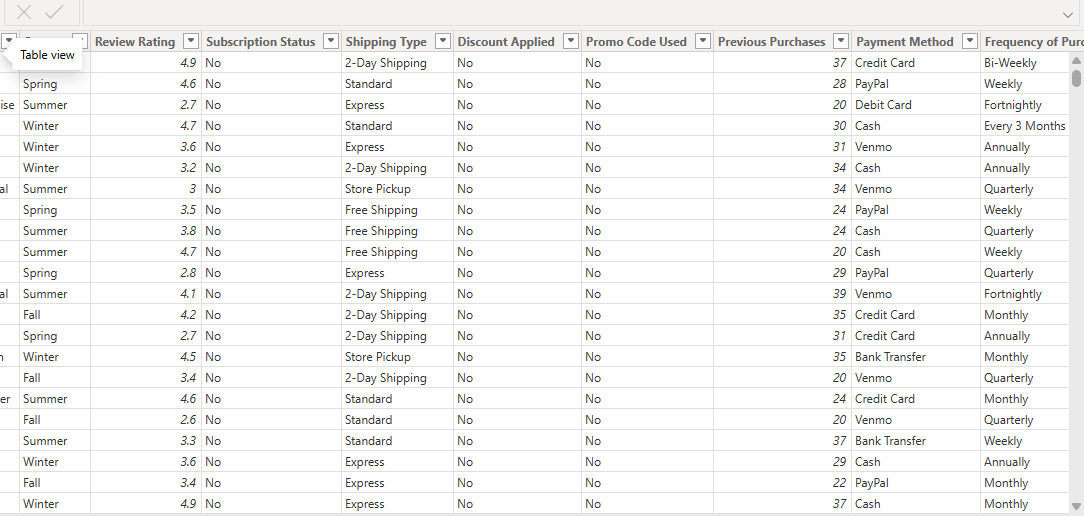 Review Rating Subscription Status Shipping Type Discount Applied Promo Code Used Previous Purchases Payment Method Frequency of Purc
Table view
4.9 No 2-Day Shipping No No 37 Credit Card Bi-Weekly
Spring 4.6 No Standard No No 28 PayPal Weekly
ise Summer 2.7 No Express No No 20 Debit Card Fortnightly
Winter 4.7 No Standard No No 30 Cash Every 3 Months
Winter 3.6 No Express No No 31 Venmo Annually
Winter 3.2 No 2-Day Shipping No No 34 Cash Annually
al Summer 3 No Store Pickup No No 34 Venmo Quarterly
Spring 3.5 No Free Shipping No No 24 PayPal Weekly
Summer 3.8 No Free Shipping No No 24 Cash Quarterly
Summer 4.7 No Free Shipping No No 20 Cash Weekly
Spring 2.8 No Express No No 29 PayPal Quarterly
al Summer 4.1 No 2-Day Shipping No No 39 Venmo Fortnightly
Fall 4.2 No 2-Day Shipping No No 35 Credit Card Monthly
Spring 2.7 No 2-Day Shipping No No 31 Credit Card Annually
n Winter 4.5 No Store Pickup No No 35 Bank Transfer Monthly
Fall 3.4 No 2-Day Shipping No No 20 Venmo Quarterly
er Summer 4.6 No Standard No No 24 Credit Card Monthly
Fall 2.6 No Standard No No 20 Venmo Quarterly
Summer 3.3 No Standard No No 37 Bank Transfer Weekly
Winter 3.6 No Express No No 29 Cash Annually
Fall 3.4 No Express No No 22 PayPal Monthly
Winter 4.9 No Express No No 37 Cash Monthly